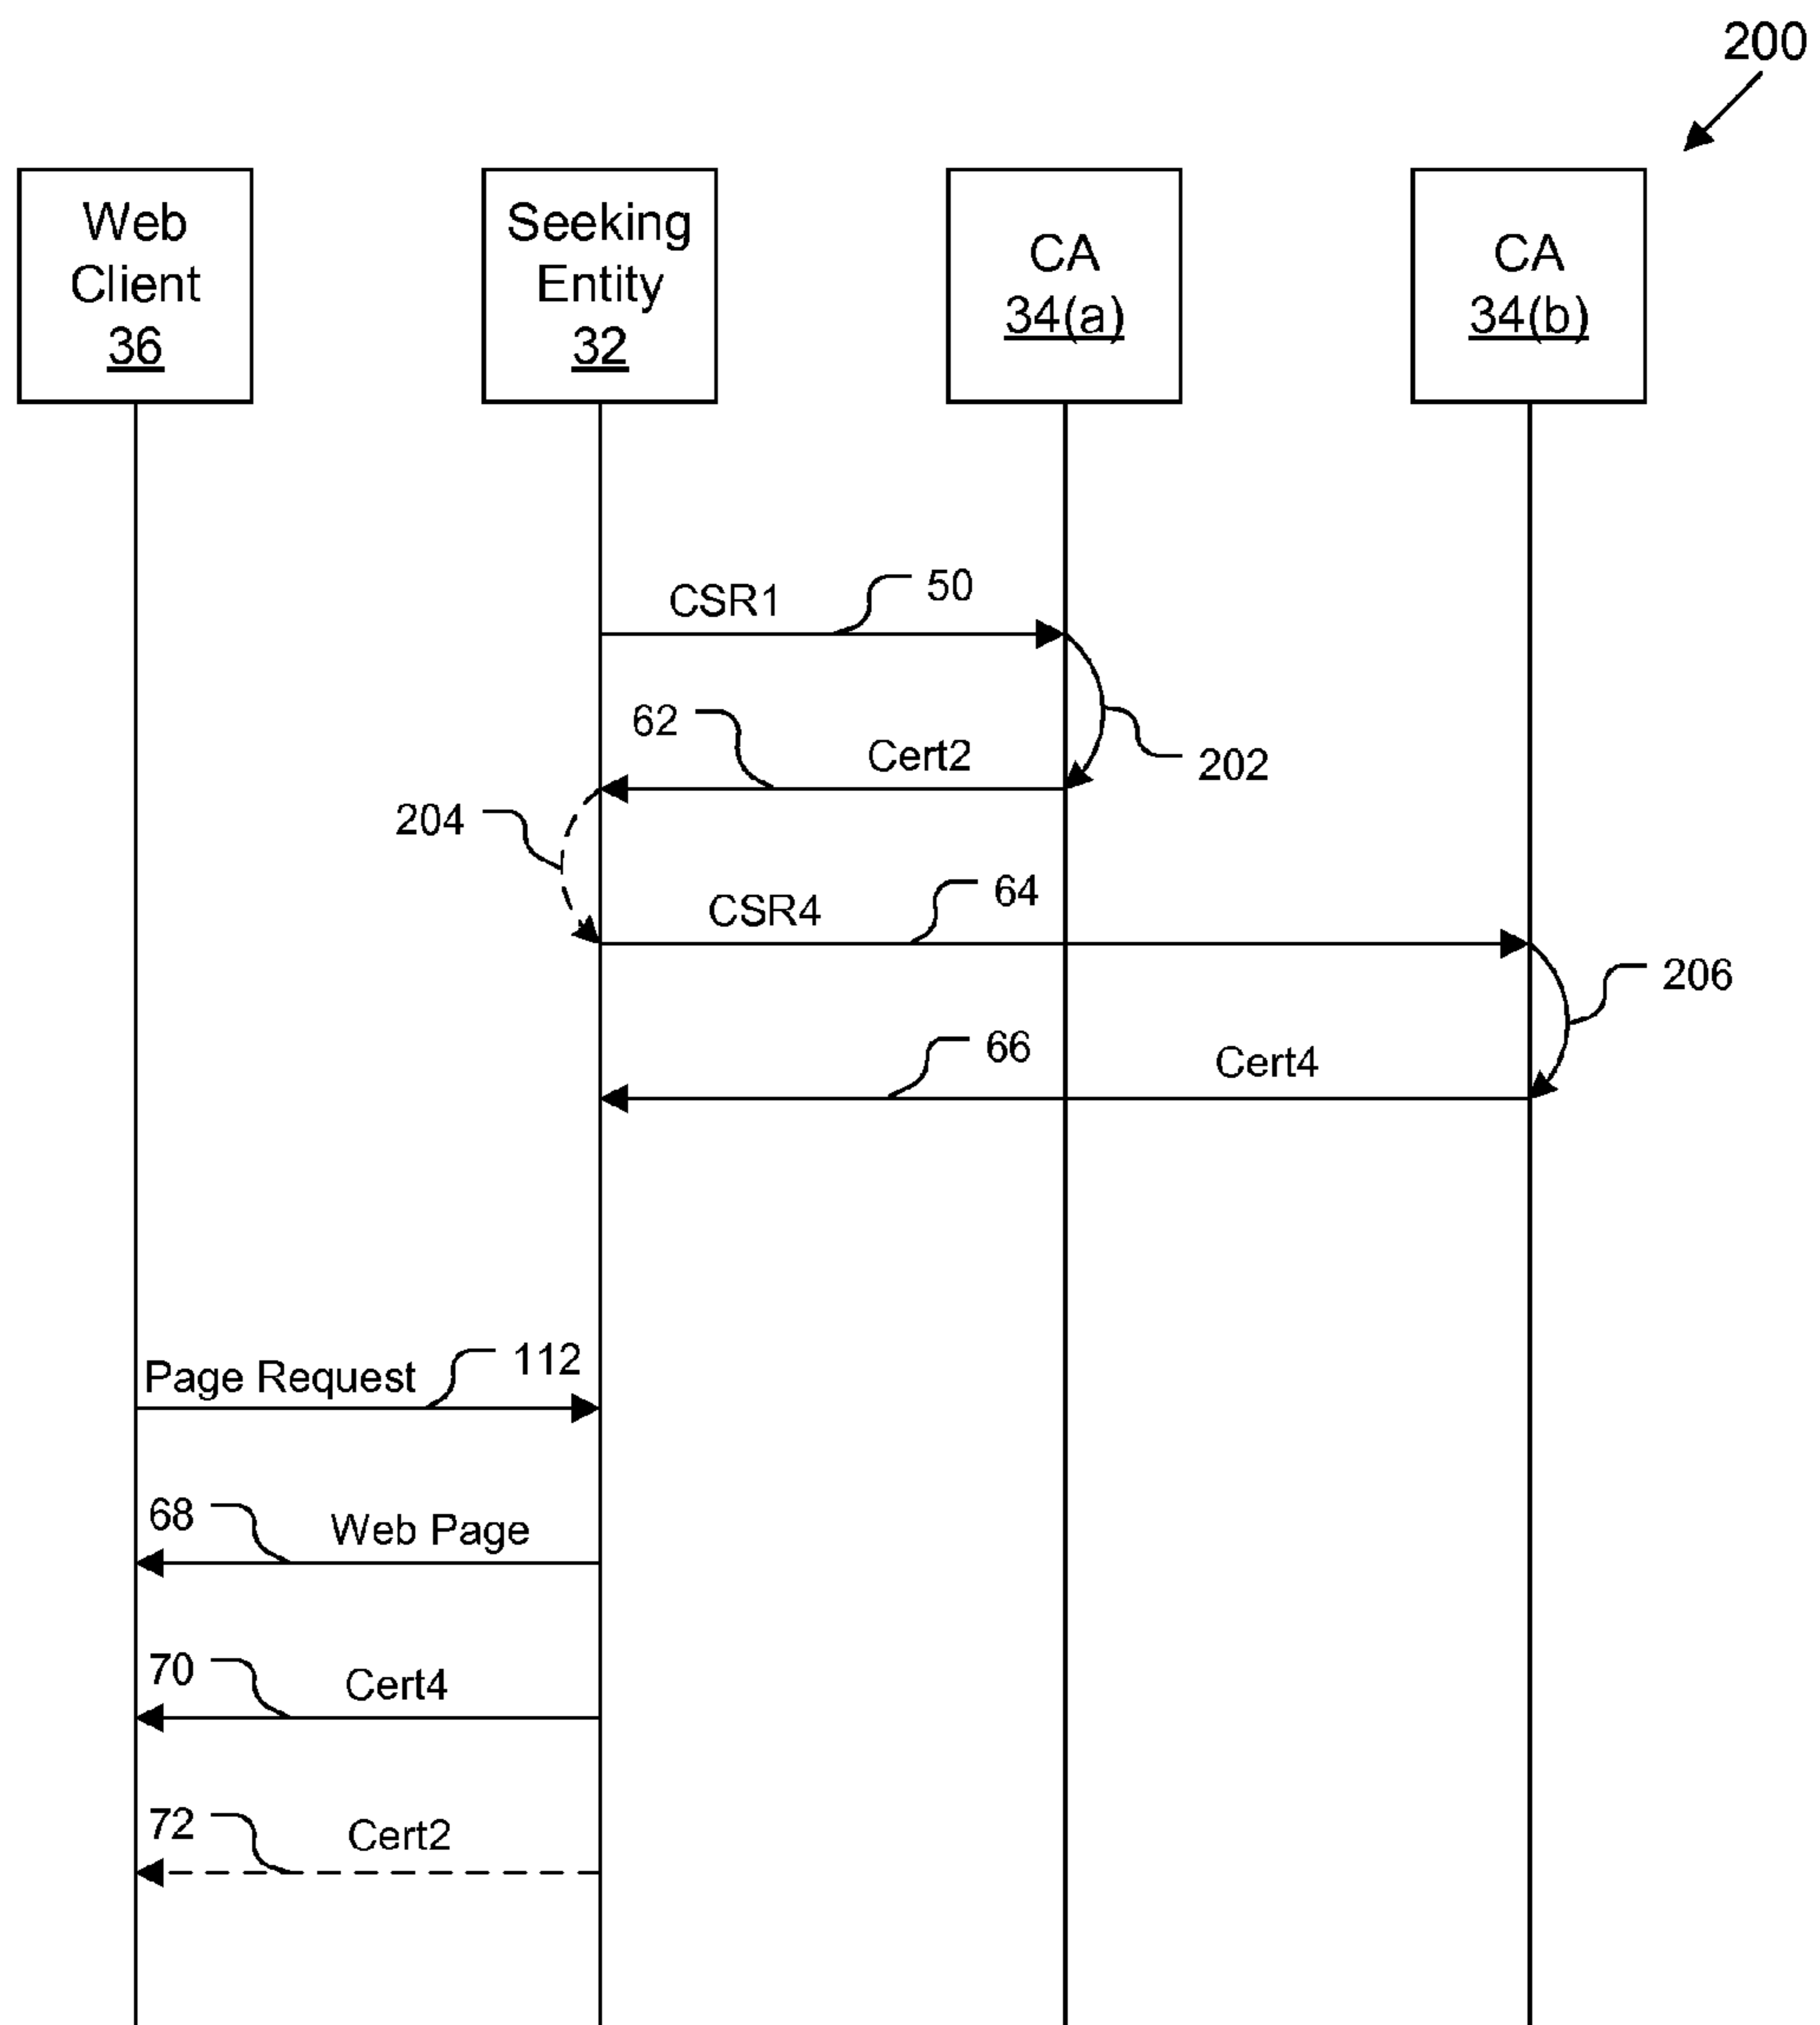 200
Web
Client
36
Seeking
Entity
32
CA
34(a)
CA
34(b)
CSR1
50
62
Cert2
202
204
CSR4
64
206
66
Cert4
Page Request
112
68
Web Page
70
Cert4
72
Cert2